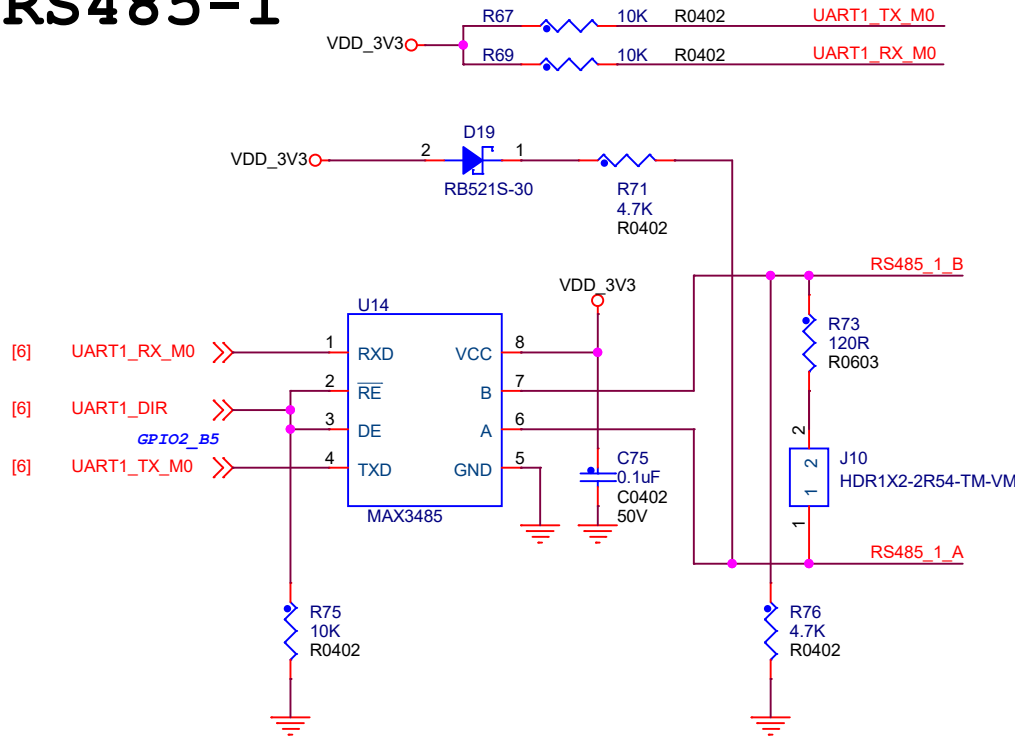 RS485-1
R67 10K R0402 UART1_TX_M0
VDD_3V3
R69 10K R0402 UART1_RX_M0
D19
VDD_3V3 2 1
RB521S-30
R71
4.7K
R0402
RS485_1_B
VDD_3V3
U14
R73
120R
R0603
[6] UART1_RX_M0 1 RXD VCC 8
2 RE B 7
[6] UART1_DIR
3 DE A 6
GPIO2_B5
[6] UART1_TX_M0 4 TXD GND 5
MAX3485
C75
0.1uF
C0402
50V
2
2
1
1
J10
HDR1X2-2R54-TM-VM
RS485_1_A
R75
10K
R0402
R76
4.7K
R0402